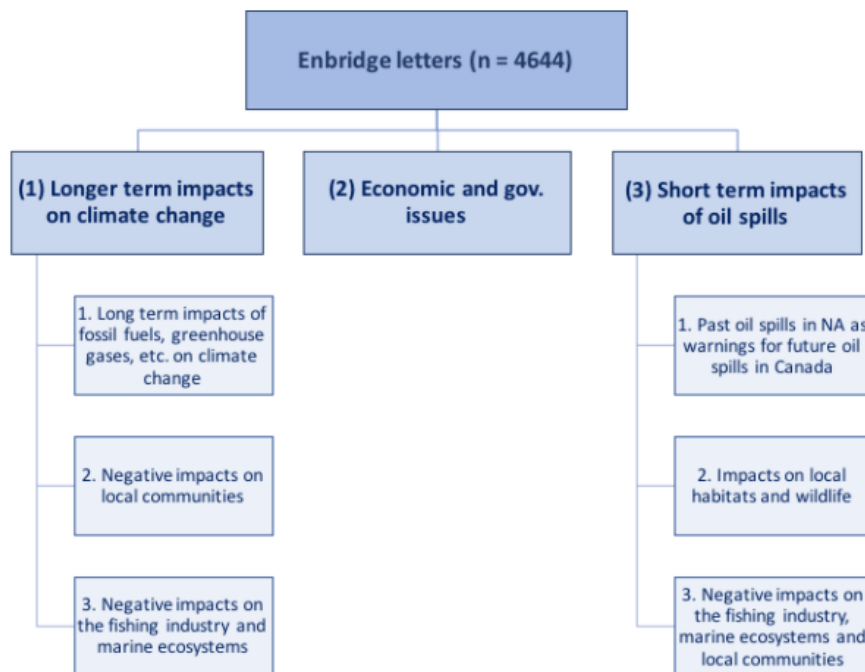 Enbridge letters (n = 4644)
(1) Longer term impacts
on climate change
(2) Economic and gov.
issues
(3) Short term impacts
of oil spills
1. Long term impacts of
fossil fuels, greenhouse
gases, etc. on climate
change
2. Negative impacts on
local communities
3. Negative impacts on
the fishing industry and
marine ecosystems
1. Past oil spills in NA as
warnings for future oil
spills in Canada
2. Impacts on local
habitats and wildlife
3. Negative impacts on
the fishing industry,
marine ecosystems and
local communities